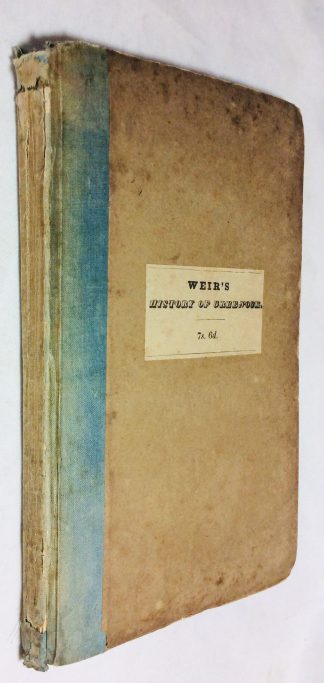 WEIR'S
HISTORY OF GREENOCK.
7s. 6d.